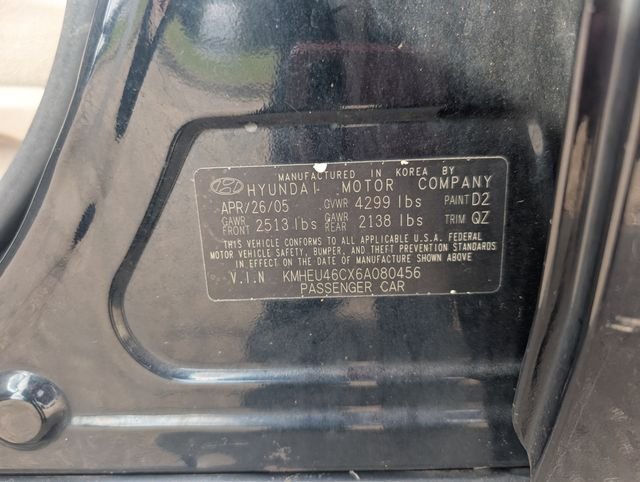 MANUFACTURED IN KOREA BY
HYUNDAI MOTOR COMPANY
APR/26/05 GVWR 4299 lbs PAINT D2
GAWR FRONT 2513 lbs GAWR REAR 2138 lbs TRIM QZ
THIS VEHICLE CONFORMS TO ALL APPLICABLE U.S.A. FEDERAL
MOTOR VEHICLE SAFETY, BUMPER, AND THEFT PREVENTION STANDARDS
IN EFFECT ON THE DATE OF MANUFACTURE SHOWN ABOVE
V.I.N KMHEU46CX6A080456
PASSENGER CAR